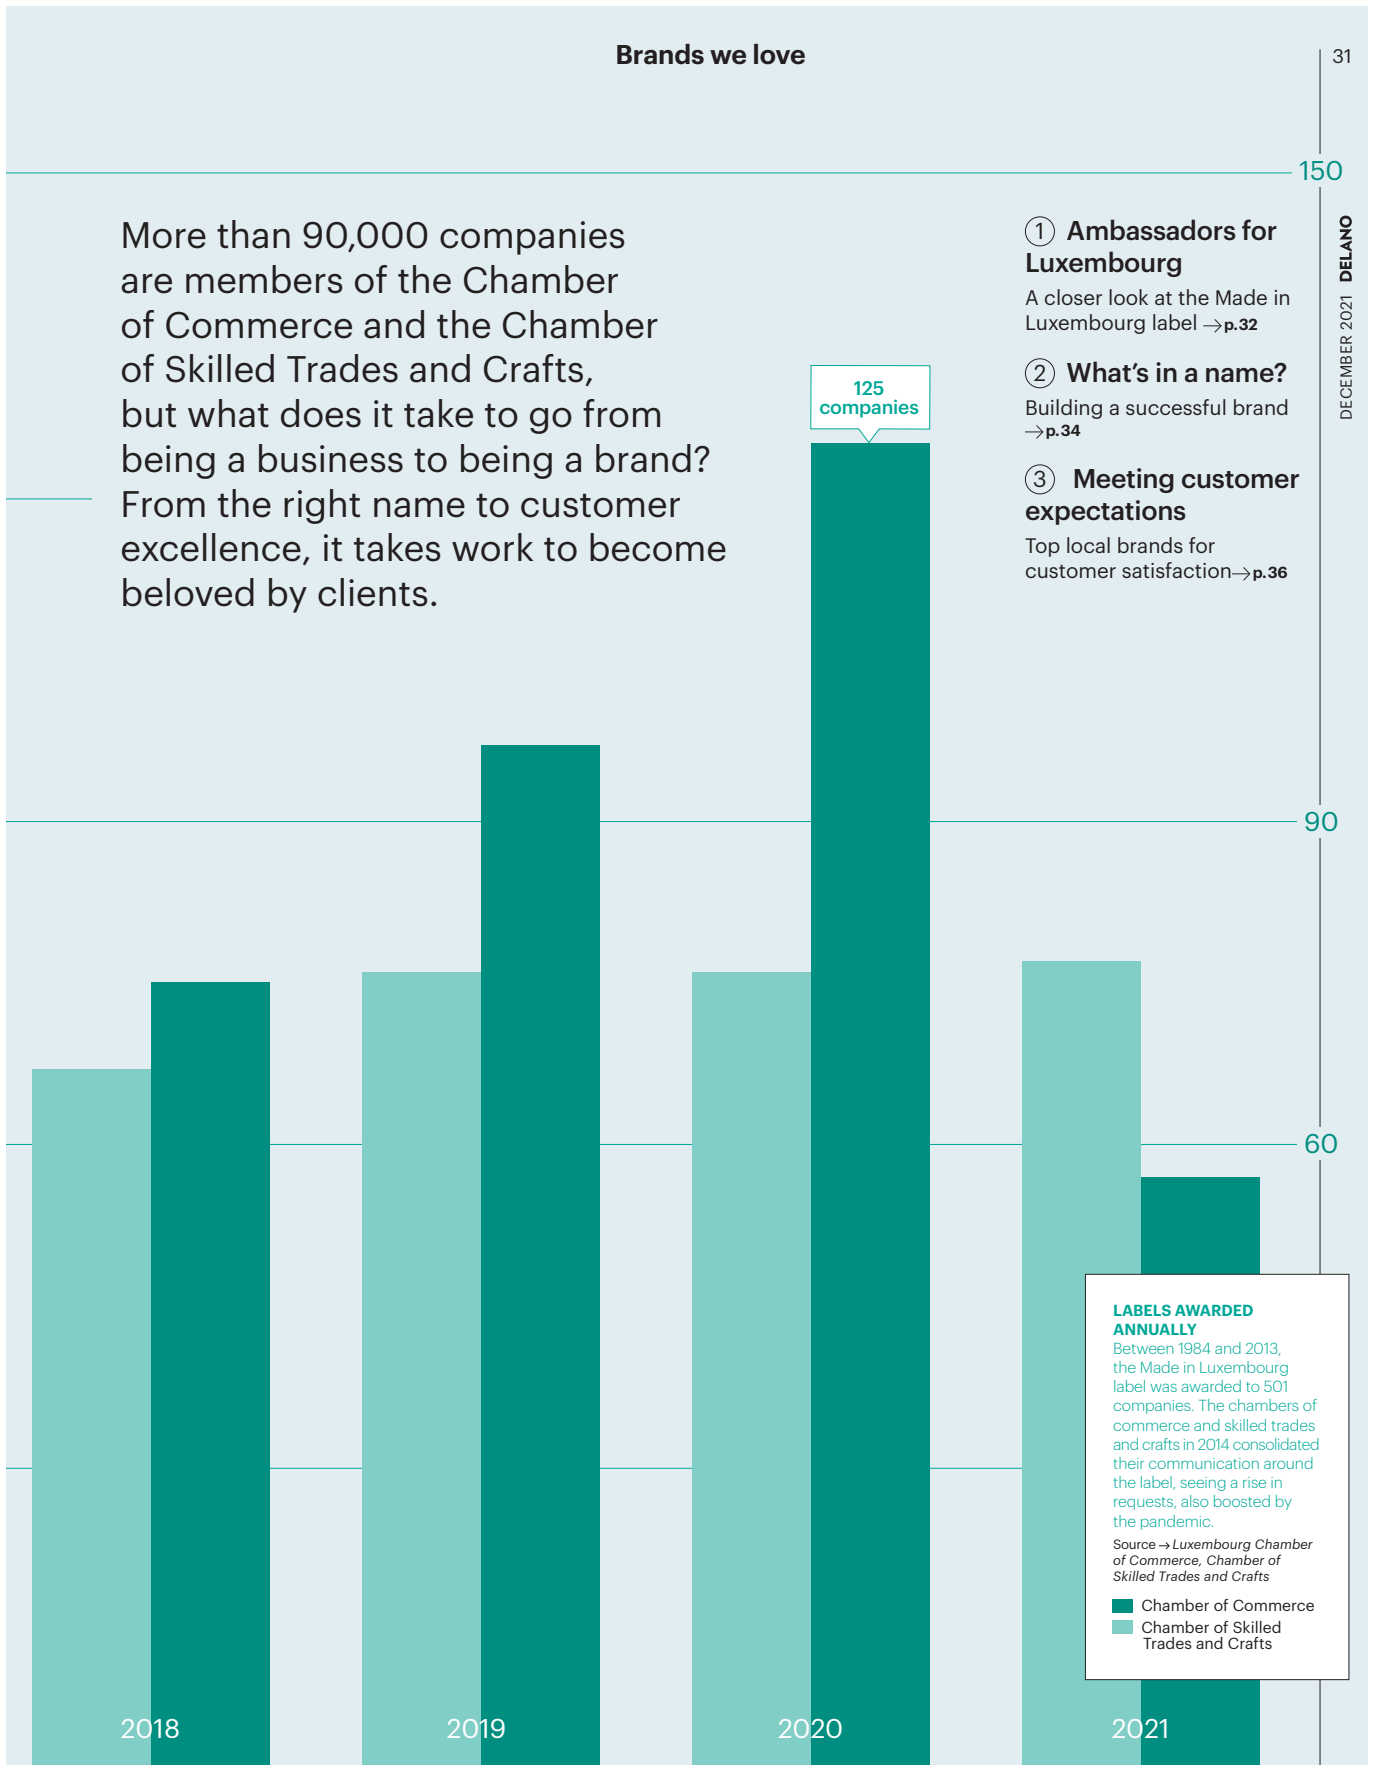 Brands we love
31
150
DECEMBER 2021 DELANO
More than 90,000 companies
are members of the Chamber
of Commerce and the Chamber
of Skilled Trades and Crafts,
but what does it take to go from
being a business to being a brand?
From the right name to customer
excellence, it takes work to become
beloved by clients.
1 Ambassadors for
Luxembourg
A closer look at the Made in
Luxembourg label →p.32
2 What’s in a name?
Building a successful brand
→p.34
3 Meeting customer
expectations
Top local brands for
customer satisfaction→p.36
125
companies
90
60
LABELS AWARDED
ANNUALLY
Between 1984 and 2013,
the Made in Luxembourg
label was awarded to 501
companies. The chambers of
commerce and skilled trades
and crafts in 2014 consolidated
their communication around
the label, seeing a rise in
requests, also boosted by
the pandemic.
Source → Luxembourg Chamber
of Commerce, Chamber of
Skilled Trades and Crafts
Chamber of Commerce
Chamber of Skilled
Trades and Crafts
2018
2019
2020
2021